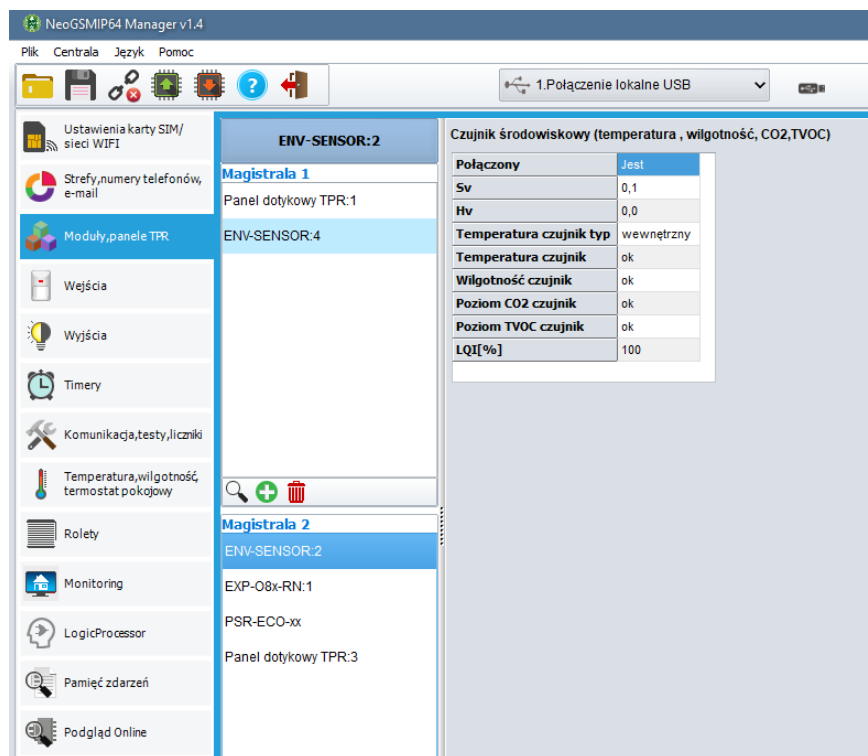 NeoGSMIP64 Manager v1.4
Plik Centrala Język Pomoc
1.Połączenie lokalne USB
Ustawienia karty SIM/
sieci WIFI
Strefy,numery telefonów,
e-mail
Moduły,panele TPR
Wejścia
Wyjścia
Timery
Komunikacja,testy,liczniki
Temperatura,wilgotność,
termostat pokojowy
Rolety
Monitoring
LogicProcessor
Pamięć zdarzeń
Podgląd Online
ENV-SENSOR:2
Magistrala 1
Panel dotykowy TPR:1
ENV-SENSOR:4
Magistrala 2
ENV-SENSOR:2
EXP-O8x-RN:1
PSR-ECO-xx
Panel dotykowy TPR:3
Czujnik środowiskowy (temperatura , wilgotność, CO2,TVOC)
Połączony Jest
Sv 0,1
Hv 0,0
Temperatura czujnik typ wewnętrzny
Temperatura czujnik ok
Wilgotność czujnik ok
Poziom CO2 czujnik ok
Poziom TVOC czujnik ok
LQI[%] 100